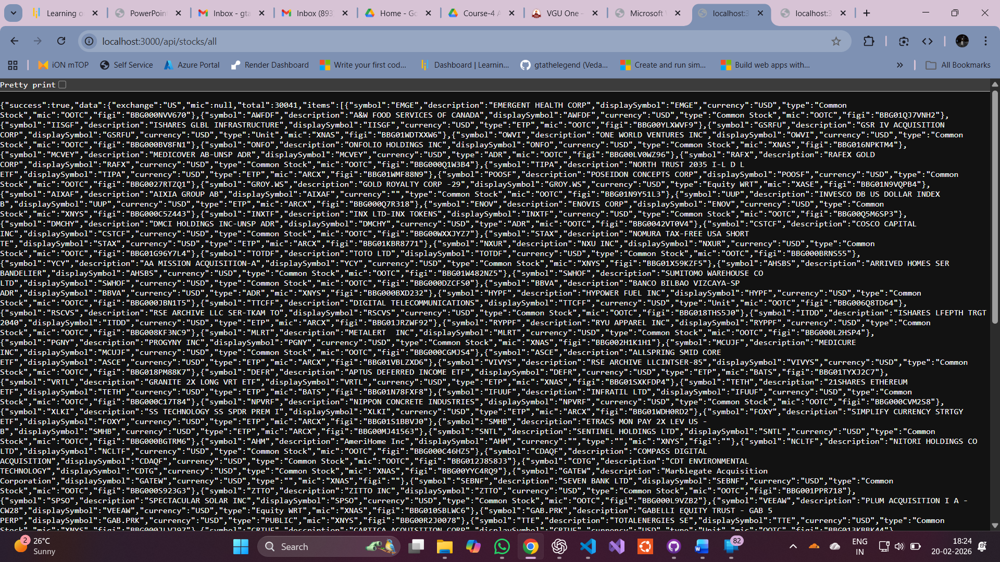 Learning o
PowerPoin
Inbox - gta
Inbox (893
Home - Go
Course-4 A
VGU One -
Microsoft
localhost:3
localhost:3
localhost:3000/api/stocks/all
iON mTOP
Self Service
Azure Portal
Render Dashboard
Write your first cod...
Dashboard | Learnin...
gtathelegend (Veda...
Create and run sim...
Build web apps with...
All Bookmarks
Pretty print
{"success":true,"data":{"exchange":"US","mic":null,"total":30041,"items":[{"symbol":"EMGE","description":"EMERGENT HEALTH CORP","displaySymbol":"EMGE","currency":"USD","type":"Common
Stock","mic":"OOTC","figi":"BBG000NVV670"},{"symbol":"AWFDF","description":"A&W FOOD SERVICES OF CANADA","displaySymbol":"AWFDF","currency":"USD","type":"Common Stock","mic":"OOTC","figi":"BBG01QJ7VNH2"},
{"symbol":"IISGF","description":"ISHARES GLBL INFRASTRUCTURE","displaySymbol":"IISGF","currency":"USD","type":"ETP","mic":"OOTC","figi":"BBG00YLXWVF9"},{"symbol":"GSRFU","description":"GSR IV ACQUISITION
CORP","displaySymbol":"GSRFU","currency":"USD","type":"Unit","mic":"XNAS","figi":"BBG01WDTXXW6"},{"symbol":"OWVI","description":"ONE WORLD VENTURES INC","displaySymbol":"OWVI","currency":"USD","type":"Common
Stock","mic":"OOTC","figi":"BBG000BV8FN1"},{"symbol":"ONFO","description":"ONFOLIO HOLDINGS INC","displaySymbol":"ONFO","currency":"USD","type":"Common Stock","mic":"XNAS","figi":"BBG016NPKTM4"},
{"symbol":"MCVEY","description":"MEDICOVER AB-UNSP ADR","displaySymbol":"MCVEY","currency":"USD","type":"ADR","mic":"OOTC","figi":"BBG00LV0WZ96"},{"symbol":"RAFX","description":"RAFEX GOLD
CORP","displaySymbol":"RAFX","currency":"USD","type":"Common Stock","mic":"OOTC","figi":"BBG000Q1W3B4"},{"symbol":"TIPA","description":"NORTH TRUST 2035 I-L D L
ETF","displaySymbol":"TIPA","currency":"USD","type":"ETP","mic":"ARCX","figi":"BBG01WMF88N9"},{"symbol":"POOSF","description":"POSEIDON CONCEPTS CORP","displaySymbol":"POOSF","currency":"USD","type":"Common
Stock","mic":"OOTC","figi":"BBG0027RTZQ1"},{"symbol":"GROY.WS","description":"GOLD ROYALTY CORP -29","displaySymbol":"GROY.WS","currency":"USD","type":"Equity WRT","mic":"XASE","figi":"BBG01N9VQPB4"},
{"symbol":"AIXAF","description":"AIXIA GROUP AB","displaySymbol":"AIXAF","currency":"","type":"Common Stock","mic":"OOTC","figi":"BBG01N9Y51L3"},{"symbol":"UUP","description":"INVESCO DB US DOLLAR INDEX
B","displaySymbol":"UUP","currency":"USD","type":"ETP","mic":"ARCX","figi":"BBG000Q7R318"},{"symbol":"ENOV","description":"ENOVIS CORP","displaySymbol":"ENOV","currency":"USD","type":"Common
Stock","mic":"XNYS","figi":"BBG000C5Z443"},{"symbol":"INXTF","description":"INX LTD-INX TOKENS","displaySymbol":"INXTF","currency":"USD","type":"Common Stock","mic":"OOTC","figi":"BBG00Q5M6SP3"},
{"symbol":"DMCHY","description":"DMCI HOLDINGS INC-UNSP ADR","displaySymbol":"DMCHY","currency":"USD","type":"ADR","mic":"OOTC","figi":"BBG0042VT0V4"},{"symbol":"CSTCF","description":"COSCO CAPITAL
INC","displaySymbol":"CSTCF","currency":"USD","type":"Common Stock","mic":"OOTC","figi":"BBG00WXXJYZ7"},{"symbol":"STAX","description":"NOMURA TAX-FREE USA SHORT
TE","displaySymbol":"STAX","currency":"USD","type":"ETP","mic":"ARCX","figi":"BBG01KBR8771"},{"symbol":"NXUR","description":"NXU INC","displaySymbol":"NXUR","currency":"USD","type":"Common
Stock","mic":"OOTC","figi":"BBG01G96Y7L4"},{"symbol":"TOTDF","description":"TOTO LTD","displaySymbol":"TOTDF","currency":"USD","type":"Common Stock","mic":"OOTC","figi":"BBG000BRNS55"},
{"symbol":"YCY","description":"AA MISSION ACQUISITION-A","displaySymbol":"YCY","currency":"USD","type":"Common Stock","mic":"XNYS","figi":"BBG01X59KZF5"},{"symbol":"AHSBS","description":"ARRIVED HOMES SER
BANDELIER","displaySymbol":"AHSBS","currency":"USD","type":"Common Stock","mic":"OOTC","figi":"BBG01W482NZ5"},{"symbol":"SWHOF","description":"SUMITOMO WAREHOUSE CO
LTD","displaySymbol":"SWHOF","currency":"USD","type":"Common Stock","mic":"OOTC","figi":"BBG000DZCFS0"},{"symbol":"BBVA","description":"BANCO BILBAO VIZCAYA-SP
ADR","displaySymbol":"BBVA","currency":"USD","type":"ADR","mic":"XNYS","figi":"BBG000BXD232"},{"symbol":"HYPF","description":"HYPOWER FUEL INC","displaySymbol":"HYPF","currency":"USD","type":"Common
Stock","mic":"OOTC","figi":"BBG000JBN1T5"},{"symbol":"TTCFF","description":"DIGITAL TELECOMMUNICATIONS","displaySymbol":"TTCFF","currency":"USD","type":"Unit","mic":"OOTC","figi":"BBG006Q8TD64"},
{"symbol":"RSCVS","description":"RSE ARCHIVE LLC SER-TKAM TO","displaySymbol":"RSCVS","currency":"USD","type":"Common Stock","mic":"OOTC","figi":"BBG018THS5J0"},{"symbol":"ITDD","description":"ISHARES LFEPTH TRGT
2040","displaySymbol":"ITDD","currency":"USD","type":"ETP","mic":"ARCX","figi":"BBG01JRZWF92"},{"symbol":"RYPPF","description":"RYU APPAREL INC","displaySymbol":"RYPPF","currency":"USD","type":"Common
Stock","mic":"OOTC","figi":"BBG008KF3NC9"},{"symbol":"MLRT","description":"METALERT  INC","displaySymbol":"MLRT","currency":"USD","type":"Common Stock","mic":"OOTC","figi":"BBG000L2HSP4"},
{"symbol":"PGNY","description":"PROGYNY INC","displaySymbol":"PGNY","currency":"USD","type":"Common Stock","mic":"XNAS","figi":"BBG002H1K1H1"},{"symbol":"MCUJF","description":"MEDICURE
INC","displaySymbol":"MCUJF","currency":"USD","type":"Common Stock","mic":"OOTC","figi":"BBG000CGMJS4"},{"symbol":"ASCE","description":"ALLSPRING SMID CORE
ETF","displaySymbol":"ASCE","currency":"USD","type":"ETP","mic":"ARCX","figi":"BBG01VBLZXD6"},{"symbol":"VIVYS","description":"RSE ARCHIVE LLCINTSER-85","displaySymbol":"VIVYS","currency":"USD","type":"Common
Stock","mic":"OOTC","figi":"BBG018PM88K7"},{"symbol":"DEFR","description":"APTUS DEFERRED INCOME ETF","displaySymbol":"DEFR","currency":"USD","type":"ETP","mic":"BATS","figi":"BBG01TYXJ2C7"},
{"symbol":"VRTL","description":"GRANITE 2X LONG VRT ETF","displaySymbol":"VRTL","currency":"USD","type":"ETP","mic":"XNAS","figi":"BBG01SXKFDP4"},{"symbol":"TETH","description":"21SHARES ETHEREUM
ETF","displaySymbol":"TETH","currency":"USD","type":"ETP","mic":"BATS","figi":"BBG01N78FXF8"},{"symbol":"IFUUF","description":"INFRATIL LTD","displaySymbol":"IFUUF","currency":"USD","type":"Common
Stock","mic":"OOTC","figi":"BBG000C17T84"},{"symbol":"NPVRF","description":"NIPPON CONCRETE INDUSTRIES","displaySymbol":"NPVRF","currency":"USD","type":"Common Stock","mic":"OOTC","figi":"BBG000CVM2S8"},
{"symbol":"XLKI","description":"SS TECHNOLOGY SS SPDR PREM I","displaySymbol":"XLKI","currency":"USD","type":"ETP","mic":"ARCX","figi":"BBG01WDH0RD2"},{"symbol":"FOXY","description":"SIMPLIFY CURRENCY STRTGY
ETF","displaySymbol":"FOXY","currency":"USD","type":"ETP","mic":"ARCX","figi":"BBG01S1BBVJ0"},{"symbol":"SMHB","description":"ETRACS MON PAY 2X LEV US -
B","displaySymbol":"SMHB","currency":"USD","type":"ETP","mic":"ARCX","figi":"BBG00MJ41563"},{"symbol":"SNTL","description":"SENTINEL HOLDINGS LTD","displaySymbol":"SNTL","currency":"USD","type":"Common
Stock","mic":"OOTC","figi":"BBG000BGTRM6"},{"symbol":"AHM","description":"AmeriHome Inc","displaySymbol":"AHM","currency":"","type":"","mic":"XNYS","figi":""},{"symbol":"NCLTF","description":"NITORI HOLDINGS CO
LTD","displaySymbol":"NCLTF","currency":"USD","type":"Common Stock","mic":"OOTC","figi":"BBG000C46HZ5"},{"symbol":"CDAQF","description":"COMPASS DIGITAL
ACQUISITION","displaySymbol":"CDAQF","currency":"USD","type":"Common Stock","mic":"OOTC","figi":"BBG012J858J3"},{"symbol":"CDTG","description":"CDT ENVIRONMENTAL
TECHNOLOGY","displaySymbol":"CDTG","currency":"USD","type":"Common Stock","mic":"XNAS","figi":"BBG00YYC4RQ9"},{"symbol":"GATEW","description":"Marblegate Acquisition
Corporation","displaySymbol":"GATEW","currency":"USD","type":"","mic":"XNAS","figi":""},{"symbol":"SEBNF","description":"SEVEN BANK LTD","displaySymbol":"SEBNF","currency":"USD","type":"Common
Stock","mic":"OOTC","figi":"BBG000S923G3"},{"symbol":"ZTTO","description":"ZITTO INC","displaySymbol":"ZTTO","currency":"USD","type":"Common Stock","mic":"OOTC","figi":"BBG001PPR718"},
{"symbol":"SPSO","description":"SPECTACULAR SOLAR INC","displaySymbol":"SPSO","currency":"USD","type":"Common Stock","mic":"OOTC","figi":"BBG000L9VZB2"},{"symbol":"VEEAW","description":"PLUM ACQUISITION I A -
CW28","displaySymbol":"VEEAW","currency":"USD","type":"Equity WRT","mic":"XNAS","figi":"BBG010SBLWC6"},{"symbol":"GAB.PRK","description":"GABELLI EQUITY TRUST - GAB 5
PERP","displaySymbol":"GAB.PRK","currency":"USD","type":"PUBLIC","mic":"XNYS","figi":"BBG00R2J0078"},{"symbol":"TTE","description":"TOTALENERGIES SE","displaySymbol":"TTE","currency":"USD","type":"Common
Stock","mic":"XNYS","figi":"BBG000JLVJ97"},{"symbol":"CRTUF","description":"CARTICA ACQUISITION CORP","displaySymbol":"CRTUF","currency":"USD","type":"Unit","mic":"OOTC","figi":"BBG013KBBK44"},
2
26°C
Sunny
Search
82
ENG
IN
18:24
20-02-2026